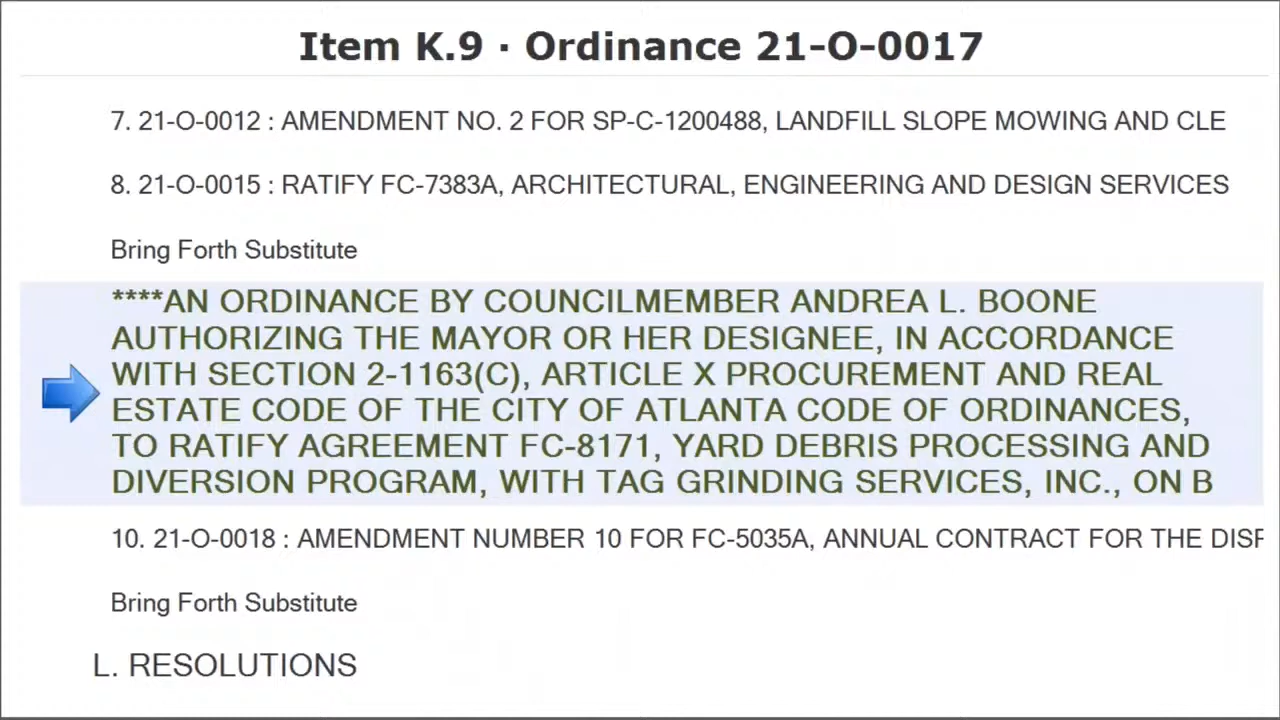 Item K.9 · Ordinance 21-O-0017
7. 21-O-0012 : AMENDMENT NO. 2 FOR SP-C-1200488, LANDFILL SLOPE MOWING AND CLE
8. 21-O-0015 : RATIFY FC-7383A, ARCHITECTURAL, ENGINEERING AND DESIGN SERVICES
Bring Forth Substitute
****AN ORDINANCE BY COUNCILMEMBER ANDREA L. BOONE
AUTHORIZING THE MAYOR OR HER DESIGNEE, IN ACCORDANCE
WITH SECTION 2-1163(C), ARTICLE X PROCUREMENT AND REAL
ESTATE CODE OF THE CITY OF ATLANTA CODE OF ORDINANCES,
TO RATIFY AGREEMENT FC-8171, YARD DEBRIS PROCESSING AND
DIVERSION PROGRAM, WITH TAG GRINDING SERVICES, INC., ON B
10. 21-O-0018 : AMENDMENT NUMBER 10 FOR FC-5035A, ANNUAL CONTRACT FOR THE
Bring Forth Substitute
L. RESOLUTIONS